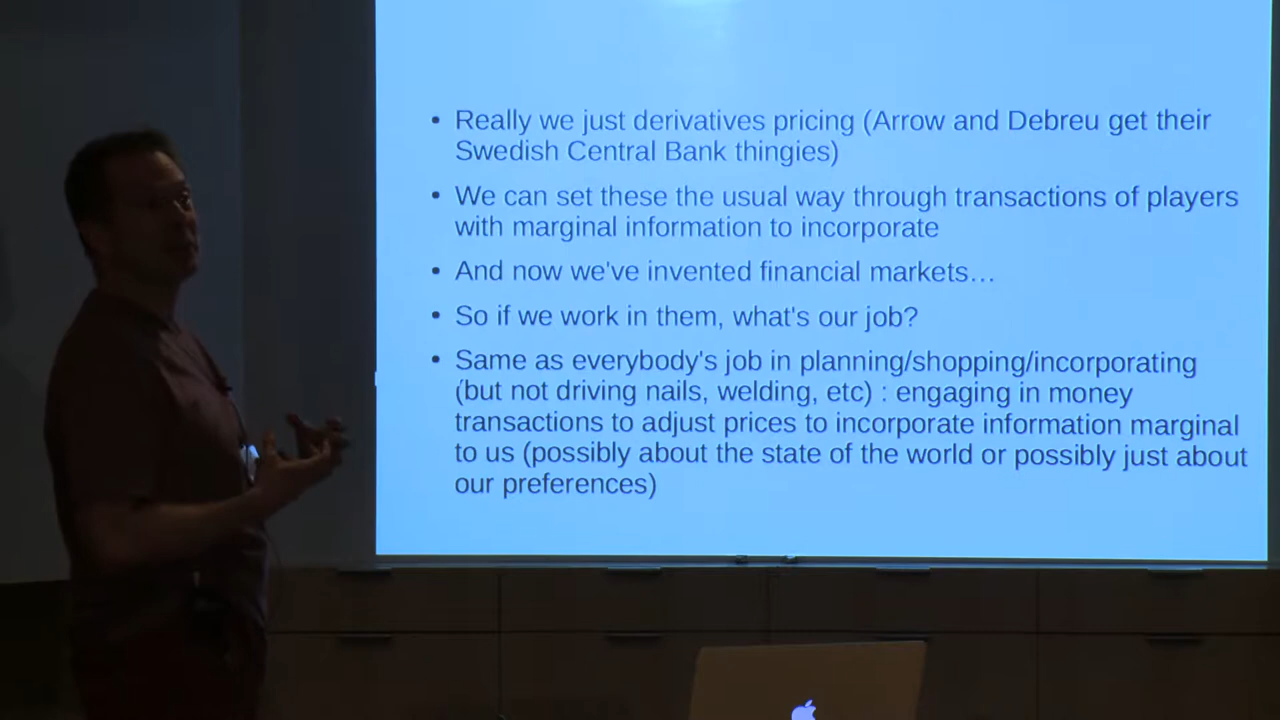 • Really we just derivatives pricing (Arrow and Debreu get their
Swedish Central Bank thingies)
• We can set these the usual way through transactions of players
with marginal information to incorporate
• And now we've invented financial markets…
• So if we work in them, what's our job?
• Same as everybody's job in planning/shopping/incorporating
(but not driving nails, welding, etc) : engaging in money
transactions to adjust prices to incorporate information marginal
to us (possibly about the state of the world or possibly just about
our preferences)